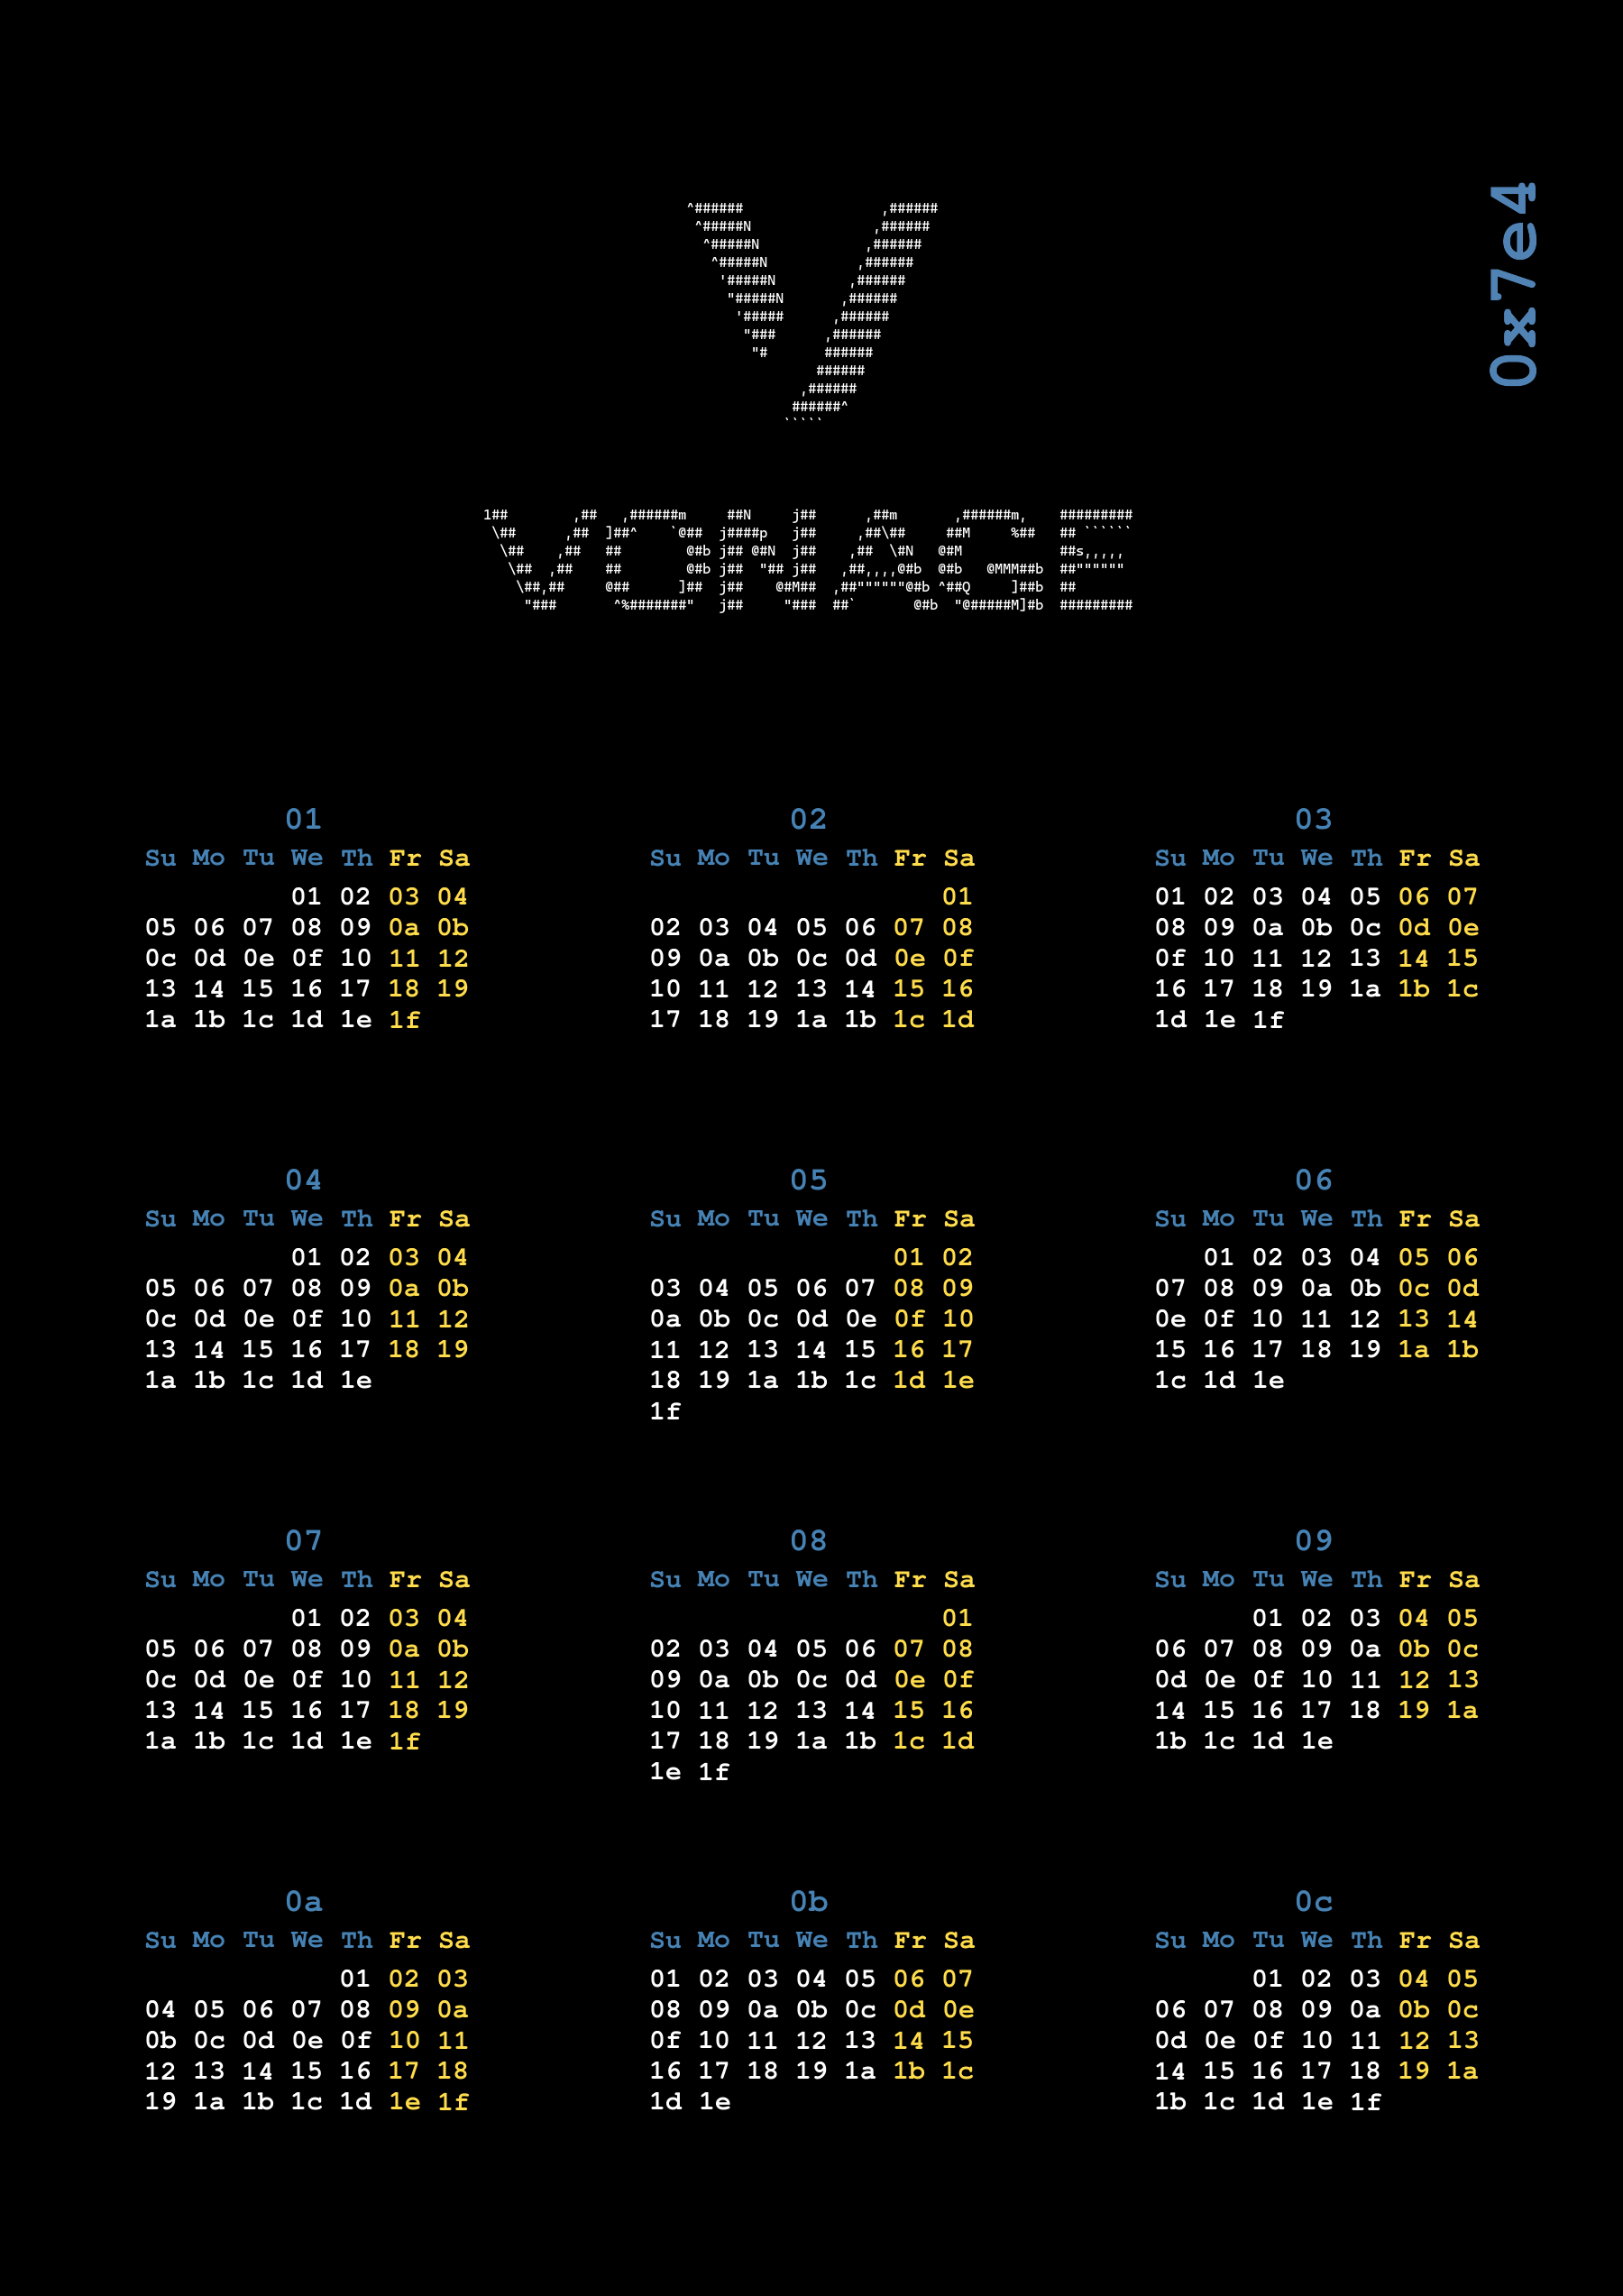 0x7e4
VONAGE
01
Su Mo Tu We Th Fr Sa
01 02 03 04
05 06 07 08 09 0a 0b
0c 0d 0e 0f 10 11 12
13 14 15 16 17 18 19
1a 1b 1c 1d 1e 1f
02
Su Mo Tu We Th Fr Sa
01
02 03 04 05 06 07 08
09 0a 0b 0c 0d 0e 0f
10 11 12 13 14 15 16
17 18 19 1a 1b 1c 1d
03
Su Mo Tu We Th Fr Sa
01 02 03 04 05 06 07
08 09 0a 0b 0c 0d 0e
0f 10 11 12 13 14 15
16 17 18 19 1a 1b 1c
1d 1e 1f
04
Su Mo Tu We Th Fr Sa
01 02 03 04
05 06 07 08 09 0a 0b
0c 0d 0e 0f 10 11 12
13 14 15 16 17 18 19
1a 1b 1c 1d 1e
05
Su Mo Tu We Th Fr Sa
01 02
03 04 05 06 07 08 09
0a 0b 0c 0d 0e 0f 10
11 12 13 14 15 16 17
18 19 1a 1b 1c 1d 1e
1f
06
Su Mo Tu We Th Fr Sa
01 02 03 04 05 06
07 08 09 0a 0b 0c 0d
0e 0f 10 11 12 13 14
15 16 17 18 19 1a 1b
1c 1d 1e
07
Su Mo Tu We Th Fr Sa
01 02 03 04
05 06 07 08 09 0a 0b
0c 0d 0e 0f 10 11 12
13 14 15 16 17 18 19
1a 1b 1c 1d 1e 1f
08
Su Mo Tu We Th Fr Sa
01
02 03 04 05 06 07 08
09 0a 0b 0c 0d 0e 0f
10 11 12 13 14 15 16
17 18 19 1a 1b 1c 1d
1e 1f
09
Su Mo Tu We Th Fr Sa
01 02 03 04 05
06 07 08 09 0a 0b 0c
0d 0e 0f 10 11 12 13
14 15 16 17 18 19 1a
1b 1c 1d 1e
0a
Su Mo Tu We Th Fr Sa
01 02 03
04 05 06 07 08 09 0a
0b 0c 0d 0e 0f 10 11
12 13 14 15 16 17 18
19 1a 1b 1c 1d 1e 1f
0b
Su Mo Tu We Th Fr Sa
01 02 03 04 05 06 07
08 09 0a 0b 0c 0d 0e
0f 10 11 12 13 14 15
16 17 18 19 1a 1b 1c
1d 1e
0c
Su Mo Tu We Th Fr Sa
01 02 03 04 05
06 07 08 09 0a 0b 0c
0d 0e 0f 10 11 12 13
14 15 16 17 18 19 1a
1b 1c 1d 1e 1f